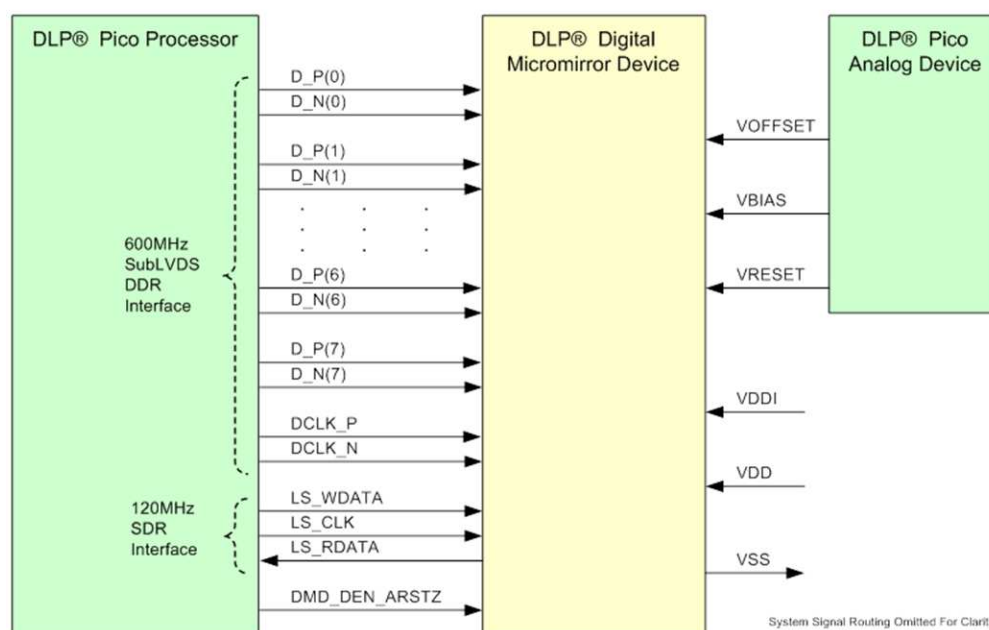 DLP® Pico Processor
DLP® Digital
Micromirror Device
DLP® Pico
Analog Device
D_P(0)
D_N(0)
D_P(1)
D_N(1)
. . .
. . .
. . .
D_P(6)
D_N(6)
D_P(7)
D_N(7)
DCLK_P
DCLK_N
600MHz
SubLVDS
DDR
Interface
LS_WDATA
LS_CLK
LS_RDATA
120MHz
SDR
Interface
DMD_DEN_ARSTZ
VOFFSET
VBIAS
VRESET
VDDI
VDD
VSS
System Signal Routing Omitted For Clarit